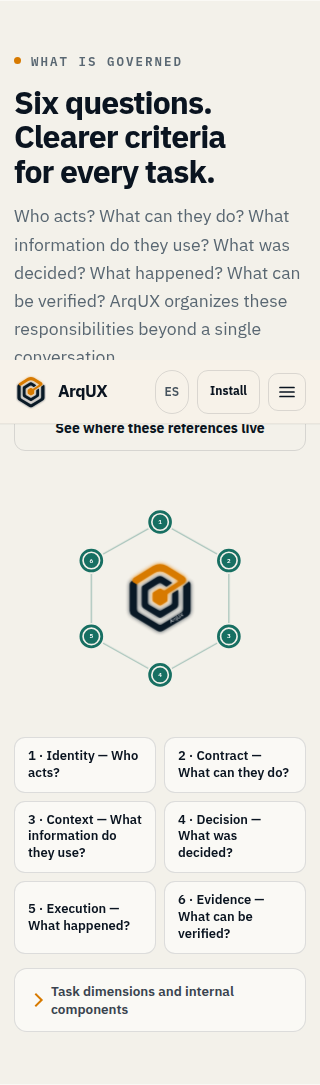 WHAT IS GOVERNED
Six questions.
Clearer criteria
for every task.
Who acts? What can they do? What
information do they use? What was
decided? What happened? What can
be verified? ArqUX organizes these
responsibilities beyond a single
conversation.
ArqUX
ES
Install
See where these references live
1
6
2
5
3
4
1 · Identity — Who
acts?
2 · Contract —
What can they do?
3 · Context — What
information do
they use?
4 · Decision —
What was
decided?
5 · Execution —
What happened?
6 · Evidence —
What can be
verified?
Task dimensions and internal
components